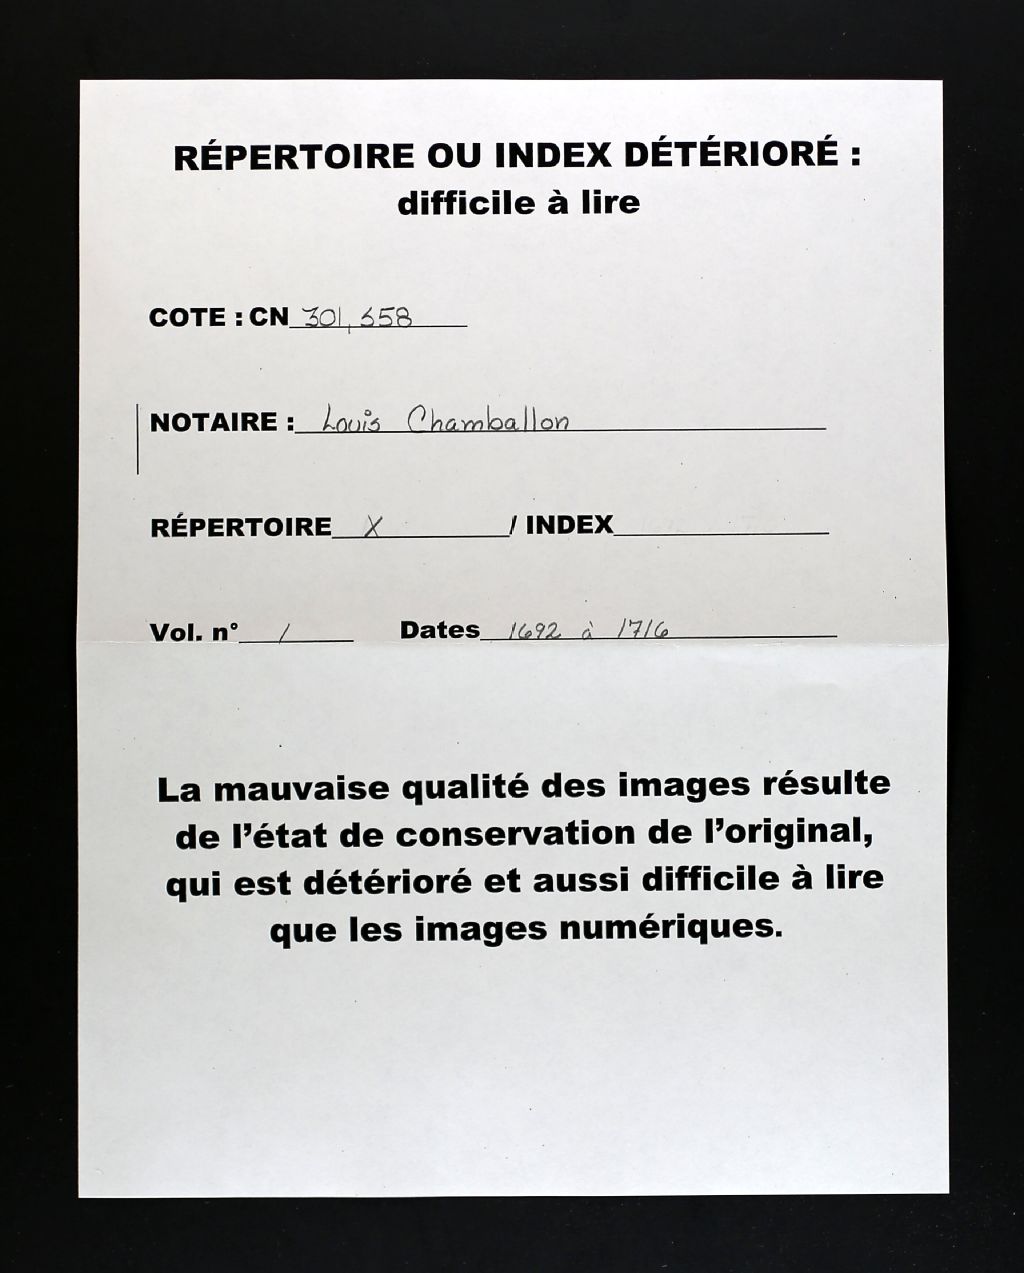 RÉPERTOIRE OU INDEX DÉTÉRIORÉ :
difficile à lire
COTE : CN 301, S58
NOTAIRE : Louis Chamballon
RÉPERTOIRE X / INDEX
Vol. n° 1 Dates 1692 à 1716
La mauvaise qualité des images résulte
de l'état de conservation de l'original,
qui est détérioré et aussi difficile à lire
que les images numériques.